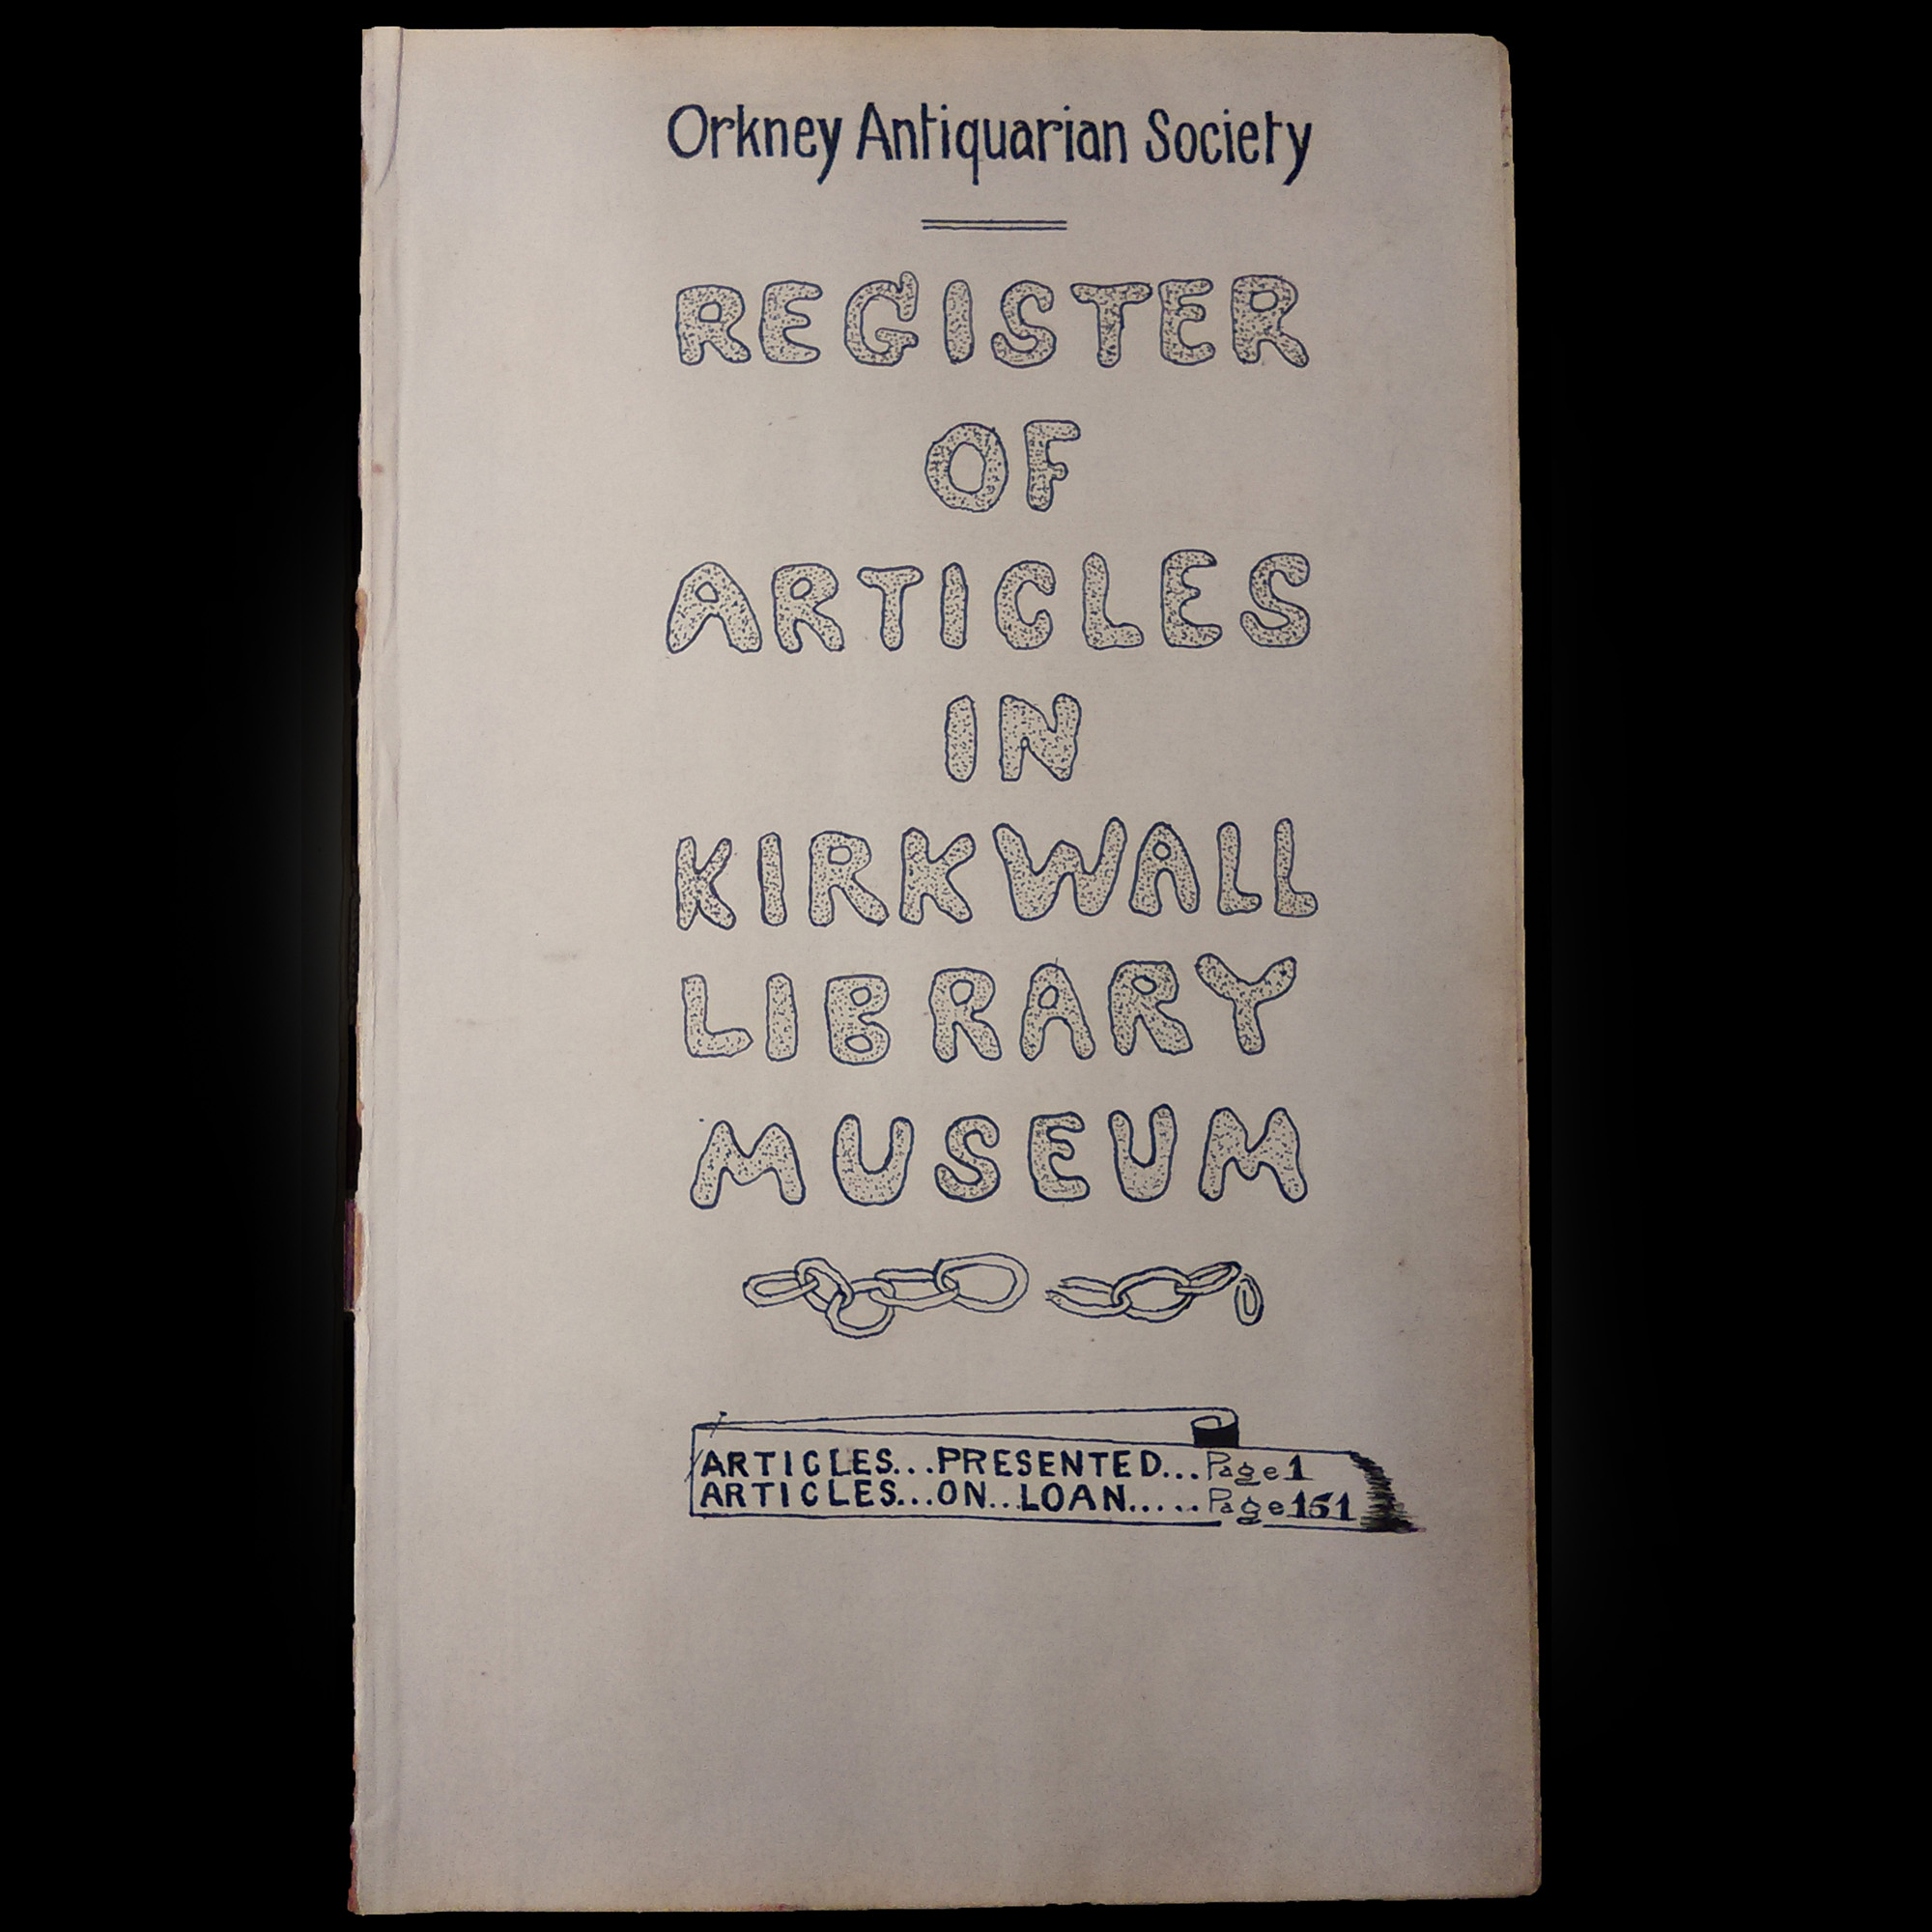 Orkney Antiquarian Society
REGISTER
OF
ARTICLES
IN
KIRKWALL
LIBRARY
MUSEUM
ARTICLES...PRESENTED...Page 1
ARTICLES...ON...LOAN.....Page 151